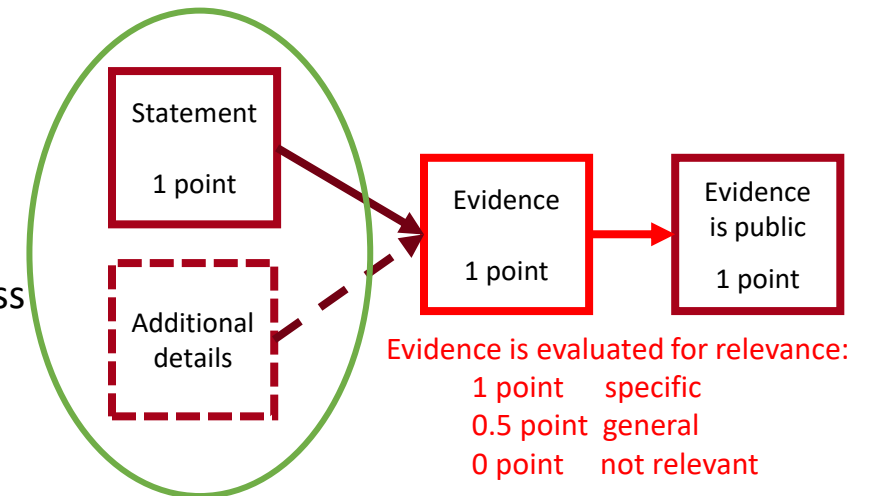 Statement
1 point
Additional
details
Evidence
1 point
Evidence
is public
1 point
Evidence is evaluated for relevance:
1 point specific
0.5 point general
0 point not relevant